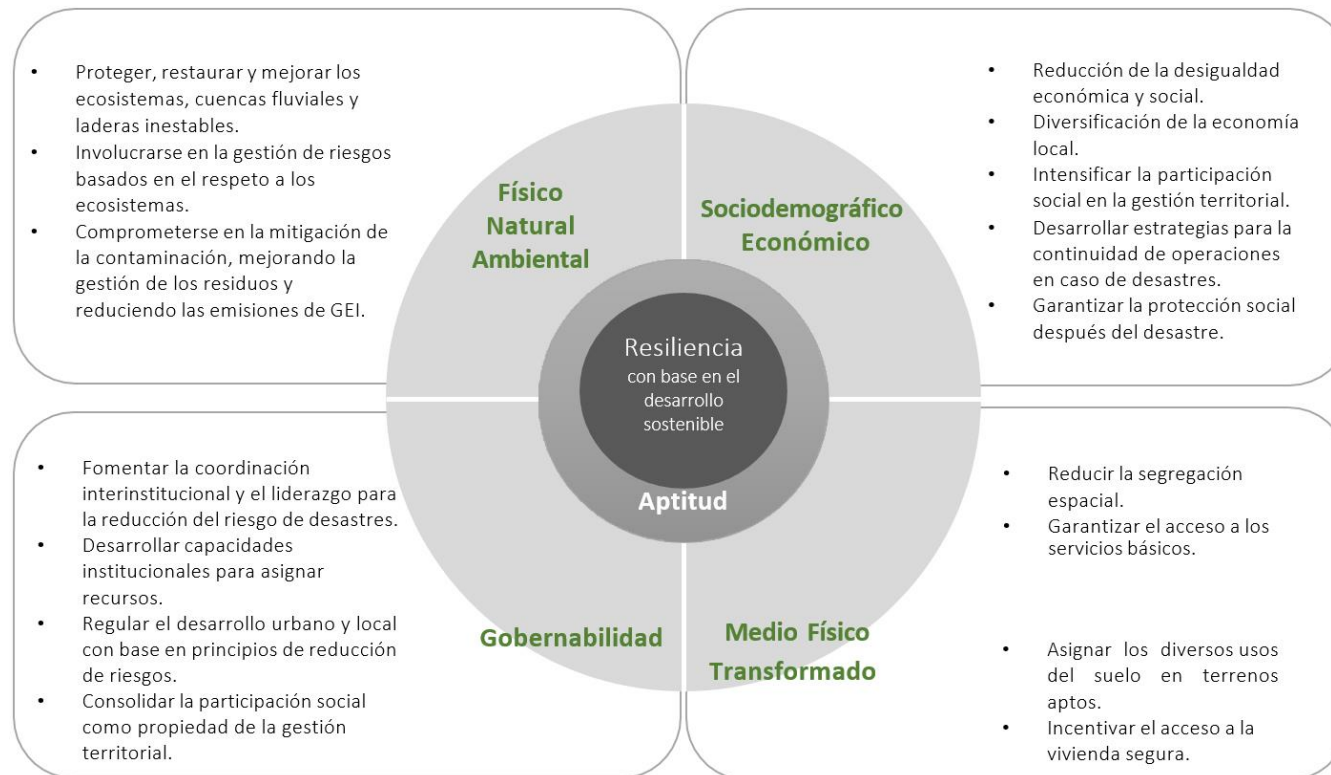 • Proteger, restaurar y mejorar los
ecosistemas, cuencas fluviales y
laderas inestables.
• Involucrarse en la gestión de riesgos
basados en el respeto a los
ecosistemas.
• Comprometerse en la mitigación de
la contaminación, mejorando la
gestión de los residuos y
reduciendo las emisiones de GEI.
Físico
Natural
Ambiental
Sociodemográfico
Económico
• Reducción de la desigualdad
económica y social.
• Diversificación de la economía
local.
• Intensificar la participación
social en la gestión territorial.
• Desarrollar estrategias para la
continuidad de operaciones
en caso de desastres.
• Garantizar la protección social
después del desastre.
Resiliencia
con base en el
desarrollo
sostenible
Aptitud
• Fomentar la coordinación
interinstitucional y el liderazgo para
la reducción del riesgo de desastres.
• Desarrollar capacidades
institucionales para asignar
recursos.
• Regular el desarrollo urbano y local
con base en principios de reducción
de riesgos.
• Consolidar la participación social
como propiedad de la gestión
territorial.
Gobernabilidad
Medio Físico
Transformado
• Reducir la segregación
espacial.
• Garantizar el acceso a los
servicios básicos.
• Asignar los diversos usos
del suelo en terrenos
aptos.
• Incentivar el acceso a la
vivienda segura.